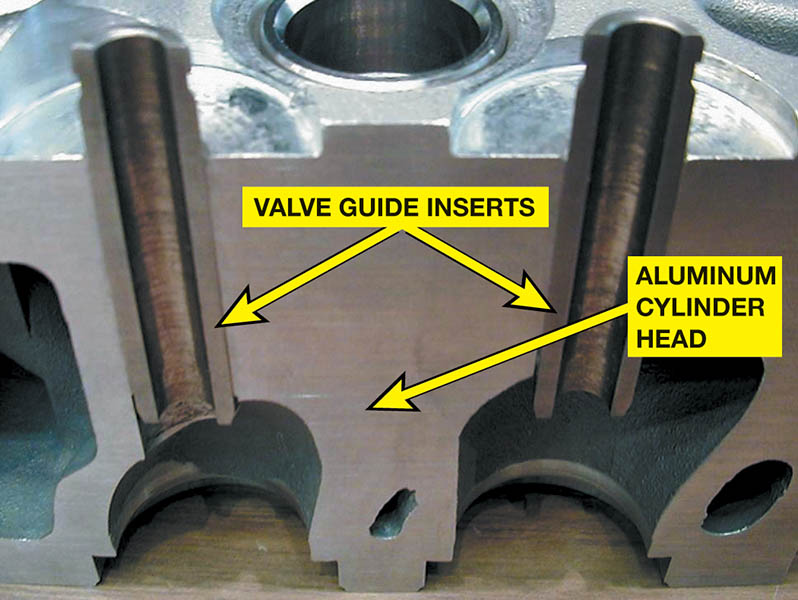 VALVE GUIDE INSERTS
ALUMINUM
CYLINDER
HEAD